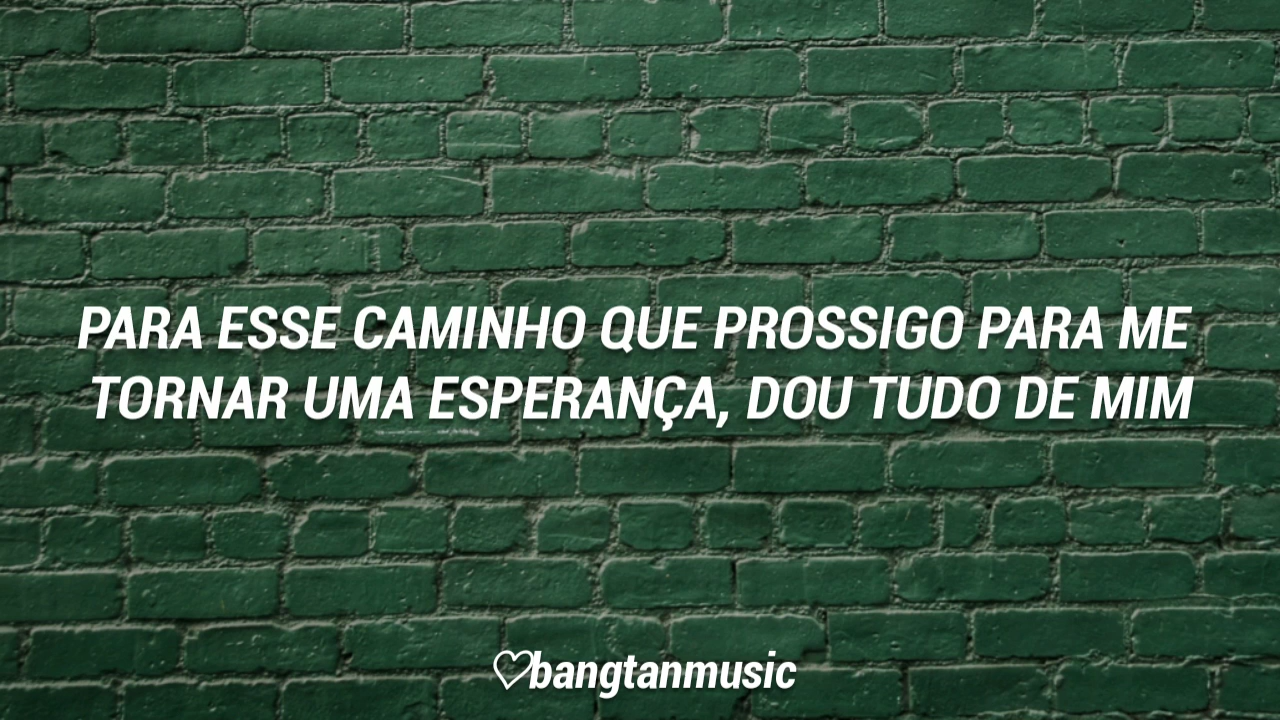 PARA ESSE CAMINHO QUE PROSSIGO PARA ME
TORNAR UMA ESPERANÇA, DOU TUDO DE MIM
♡bangtanmusic